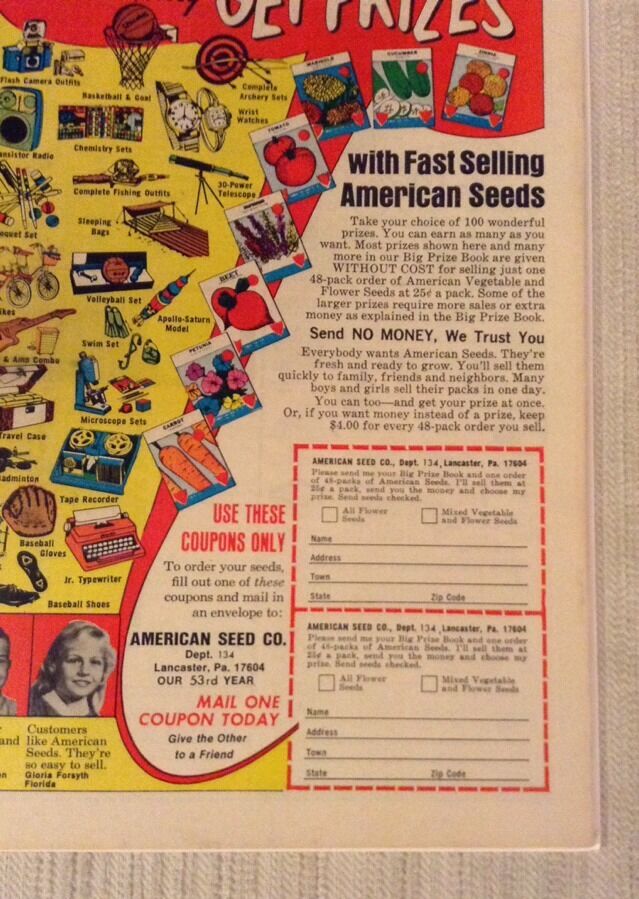 GET PRIZES
Flash Camera Outfits
Basketball & Goal
Complete
Archery Sets
Wrist
Watches
Chemistry Sets
Complete Fishing Outfits
30-Power
Telescope
Sleeping
Bags
Volleyball Set
Apollo-Saturn
Model
Swim Set
& Amp Combo
Microscope Sets
Travel Case
Tape Recorder
Baseball
Gloves
Jr. Typewriter
Baseball Shoes
MARIGOLD
CUCUMBER
ZINNIA
TOMATO
BEET
PETUNIA
CARROT
with Fast Selling
American Seeds
Take your choice of 100 wonderful
prizes. You can earn as many as you
want. Most prizes shown here and many
more in our Big Prize Book are given
WITHOUT COST for selling just one
48-pack order of American Vegetable and
Flower Seeds at 25¢ a pack. Some of the
larger prizes require more sales or extra
money as explained in the Big Prize Book.
Send NO MONEY, We Trust You
Everybody wants American Seeds. They're
fresh and ready to grow. You'll sell them
quickly to family, friends and neighbors. Many
boys and girls sell their packs in one day.
You can too—and get your prize at once.
Or, if you want money instead of a prize, keep
$4.00 for every 48-pack order you sell.
USE THESE
COUPONS ONLY
To order your seeds,
fill out one of these
coupons and mail in
an envelope to:
AMERICAN SEED CO.
Dept. 134
Lancaster, Pa. 17604
OUR 53rd YEAR
MAIL ONE
COUPON TODAY
Give the Other
to a Friend
AMERICAN SEED CO., Dept. 134, Lancaster, Pa. 17604
Please send me your Big Prize Book and one order
of 48-packs of American Seeds. I'll sell them at
25¢ a pack, send you the money and choose my
prize. Send seeds checked.
All Flower
Seeds
Mixed Vegetable
and Flower Seeds
Name
Address
Town
State Zip Code
AMERICAN SEED CO., Dept. 134, Lancaster, Pa. 17604
Please send me your Big Prize Book and one order
of 48-packs of American Seeds. I'll sell them at
25¢ a pack, send you the money and choose my
prize. Send seeds checked.
All Flower
Seeds
Mixed Vegetable
and Flower Seeds
Name
Address
Town
State Zip Code
and
Customers
like American
Seeds. They're
so easy to sell.
Gloria Forsyth
Florida